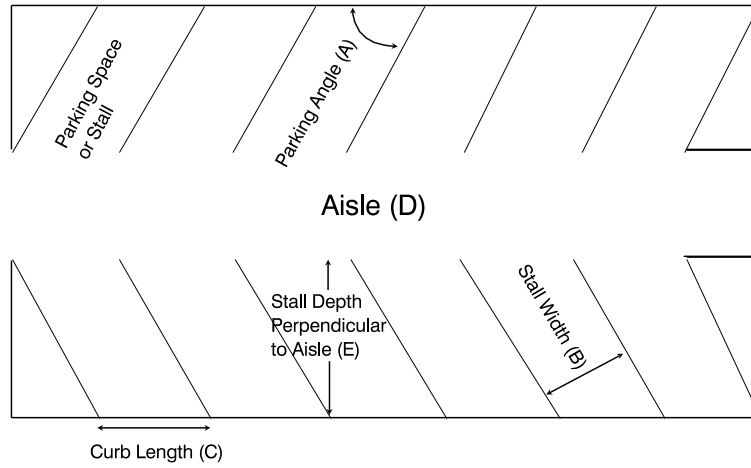 Parking Space
or Stall
Parking Angle (A)
Aisle (D)
Stall Depth
Perpendicular
to Aisle (E)
Stall Width (B)
Curb Length (C)